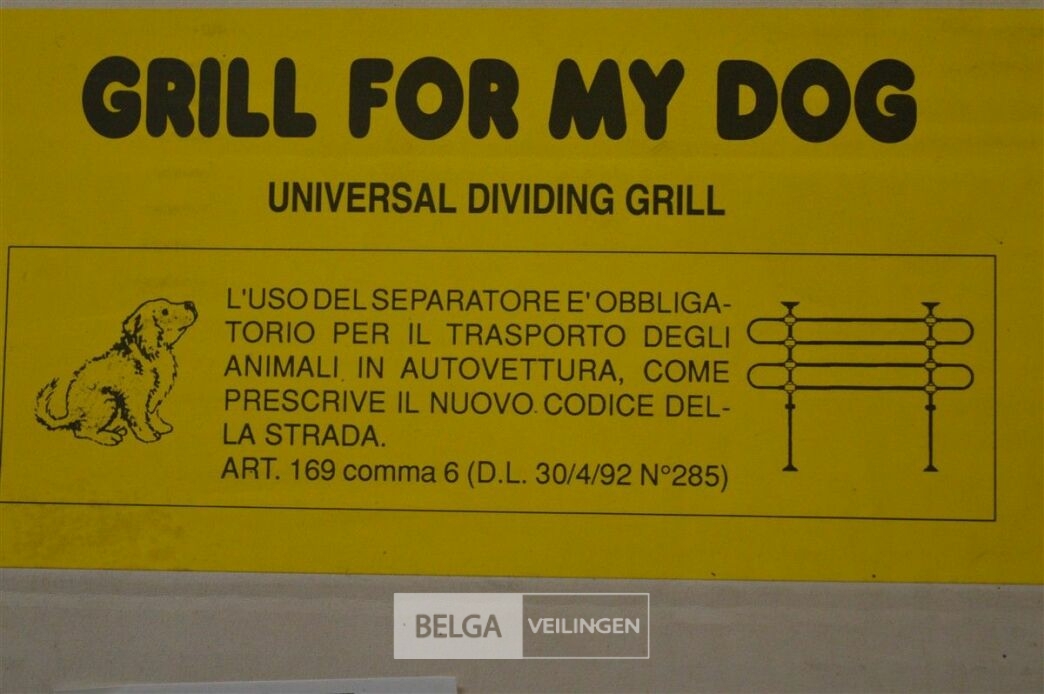 GRILL FOR MY DOG
UNIVERSAL DIVIDING GRILL
L'USO DEL SEPARATORE E' OBBLIGA-
TORIO PER IL TRASPORTO DEGLI
ANIMALI IN AUTOVETTURA, COME
PRESCRIVE IL NUOVO CODICE DEL-
LA STRADA.
ART. 169 comma 6 (D.L. 30/4/92 N°285)
BELGA VEILINGEN